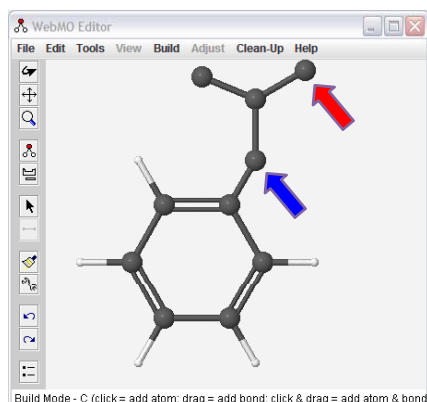 WebMO Editor
File Edit Tools View Build Adjust Clean-Up Help
Build Mode - C (click = add atom; drag = add bond; click & drag = add atom & bond